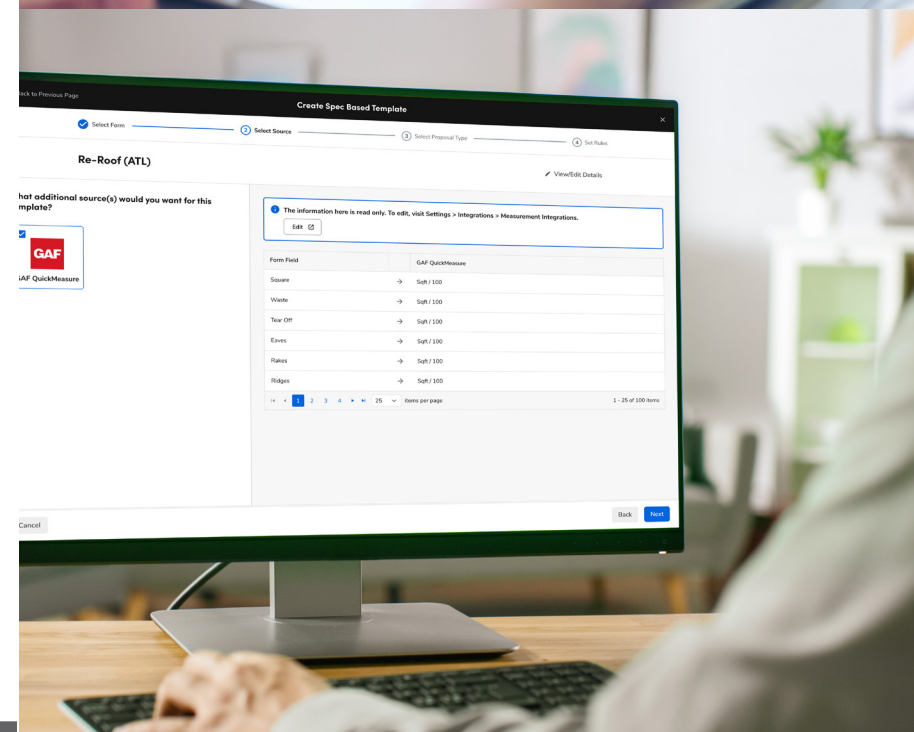 Back to Previous Page
Create Spec Based Template
×
Select Form
2 Select Source
3 Select Proposal Type
4 Set Rules
Re-Roof (ATL)
View/Edit Details
hat additional source(s) would you want for this
mplate?
GAF
GAF QuickMeasure
The information here is read only. To edit, visit Settings > Integrations > Measurement Integrations.
Edit
Form Field GAF QuickMeasure
Square → Sqft / 100
Waste → Sqft / 100
Tear Off → Sqft / 100
Eaves → Sqft / 100
Rakes → Sqft / 100
Ridges → Sqft / 100
1 2 3 4 25 items per page 1 - 25 of 100 items
Cancel
Back Next